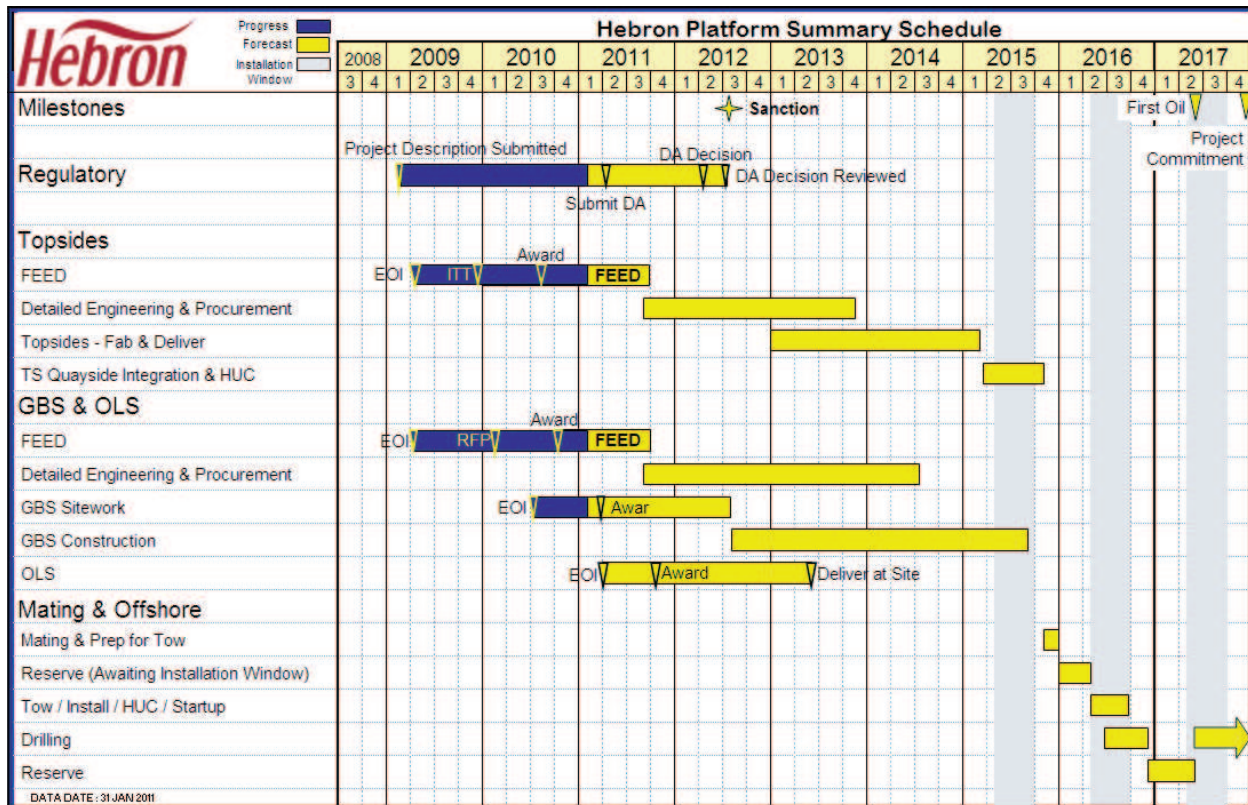 Hebron
Progress
Forecast
Installation
Window
Hebron Platform Summary Schedule
2008 2009 2010 2011 2012 2013 2014 2015 2016 2017
3 4 1 2 3 4 1 2 3 4 1 2 3 4 1 2 3 4 1 2 3 4 1 2 3 4 1 2 3 4 1 2 3 4 1 2 3 4
Milestones
Sanction
First Oil
Project
Commitment
Project Description Submitted
DA Decision
Regulatory
DA Decision Reviewed
Submit DA
Topsides
Award
FEED
EOI
ITT
FEED
Detailed Engineering & Procurement
Topsides - Fab & Deliver
TS Quayside Integration & HUC
GBS & OLS
Award
FEED
EOI
RFP
FEED
Detailed Engineering & Procurement
GBS Sitework
EOI
Awar
GBS Construction
OLS
EOI
Award
Deliver at Site
Mating & Offshore
Mating & Prep for Tow
Reserve (Awaiting Installation Window)
Tow / Install / HUC / Startup
Drilling
Reserve
DATA DATE : 31 JAN 2011